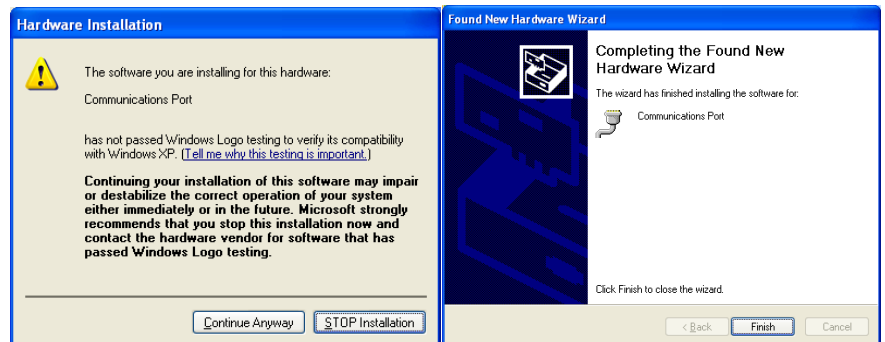 Hardware Installation
The software you are installing for this hardware:
Communications Port
has not passed Windows Logo testing to verify its compatibility
with Windows XP. (Tell me why this testing is important.)
Continuing your installation of this software may impair
or destabilize the correct operation of your system
either immediately or in the future. Microsoft strongly
recommends that you stop this installation now and
contact the hardware vendor for software that has
passed Windows Logo testing.
Continue Anyway
STOP Installation
Found New Hardware Wizard
Completing the Found New
Hardware Wizard
The wizard has finished installing the software for:
Communications Port
Click Finish to close the wizard.
< Back
Finish
Cancel